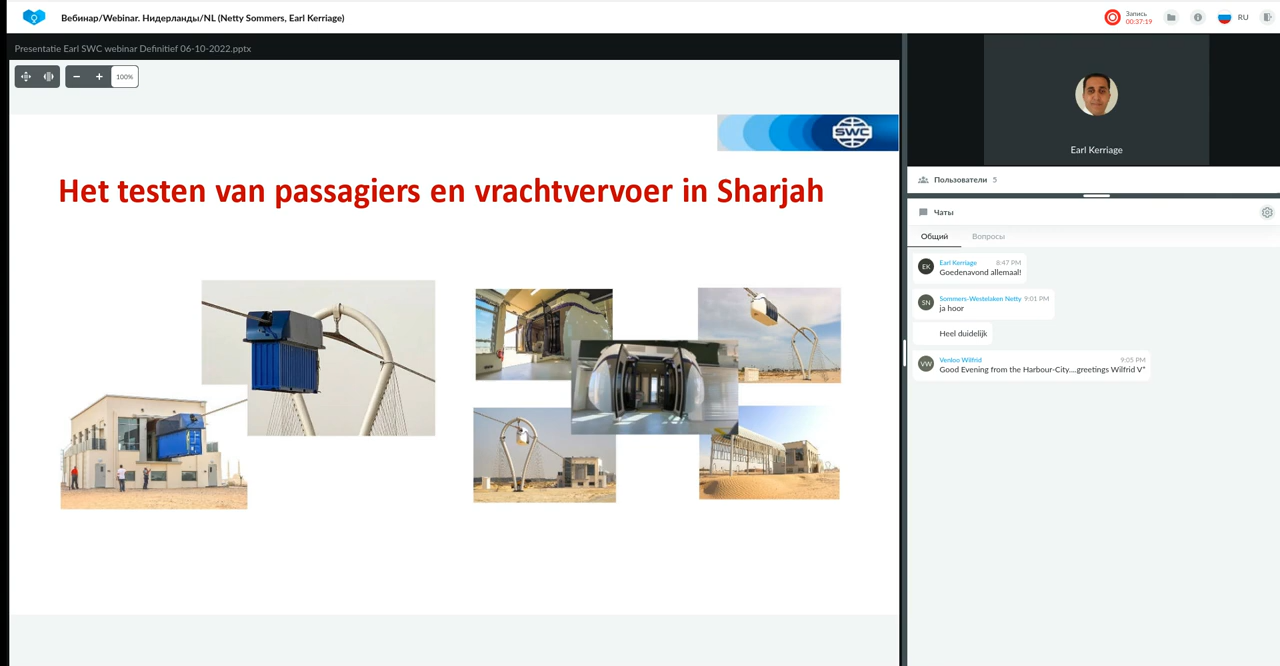 Вебинар/Webinar. Нидерланды/NL (Netty Sommers, Earl Kerriage)
Запись
00:37:19
RU
Presentatie Earl SWC webinar Definitief 06-10-2022.pptx
100%
SWC
Het testen van passagiers en vrachtvervoer in Sharjah
Earl Kerriage
Пользователи 5
Чаты
Общий Вопросы
EK Earl Kerriage 8:47 PM
Goedenavond allemaal!
SN Sommers-Westelaken Netty 9:01 PM
ja hoor
Heel duidelijk
VW Venloo Wilfrid 9:05 PM
Good Evening from the Harbour-City....greetings Wilfrid V"